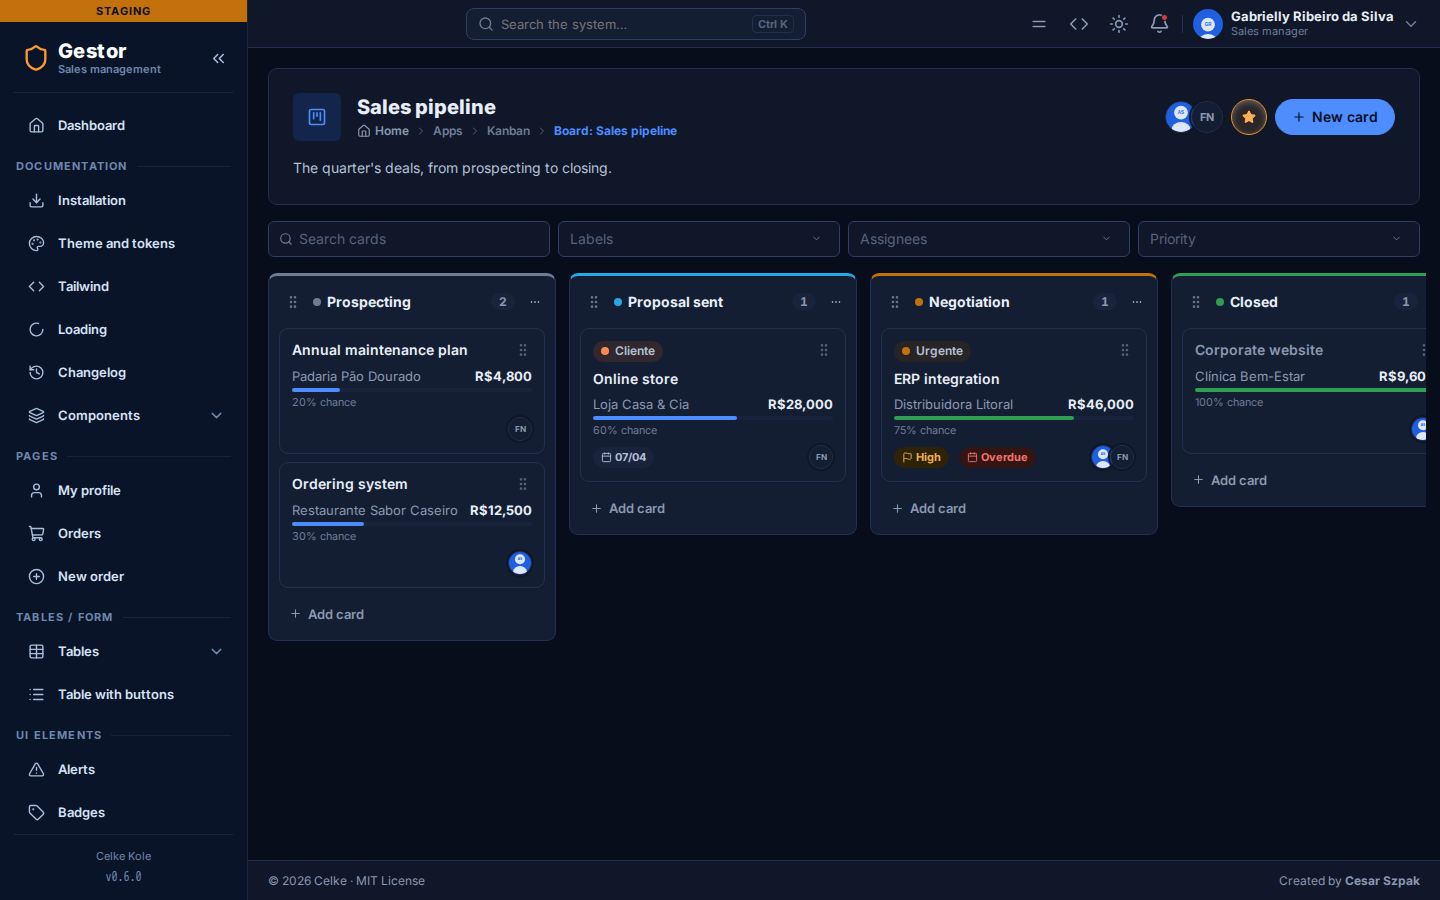 STAGING
Gestor
Sales management
Dashboard
DOCUMENTATION
Installation
Theme and tokens
Tailwind
Loading
Changelog
Components
PAGES
My profile
Orders
New order
TABLES / FORM
Tables
Table with buttons
UI ELEMENTS
Alerts
Badges
Celke Kole
v0.6.0
Search the system...
Ctrl K
GR
Gabrielly Ribeiro da Silva
Sales manager
Sales pipeline
Home
Apps
Kanban
Board: Sales pipeline
AS
FN
New card
The quarter's deals, from prospecting to closing.
Search cards
Labels
Assignees
Priority
Prospecting
2
Annual maintenance plan
Padaria Pão Dourado
R$4,800
20% chance
FN
Ordering system
Restaurante Sabor Caseiro
R$12,500
30% chance
Add card
Proposal sent
1
Cliente
Online store
Loja Casa & Cia
R$28,000
60% chance
07/04
FN
Add card
Negotiation
1
Urgente
ERP integration
Distribuidora Litoral
R$46,000
75% chance
High
Overdue
FN
Add card
Closed
1
Corporate website
Clínica Bem-Estar
R$9,60
100% chance
Add card
© 2026 Celke · MIT License
Created by Cesar Szpak